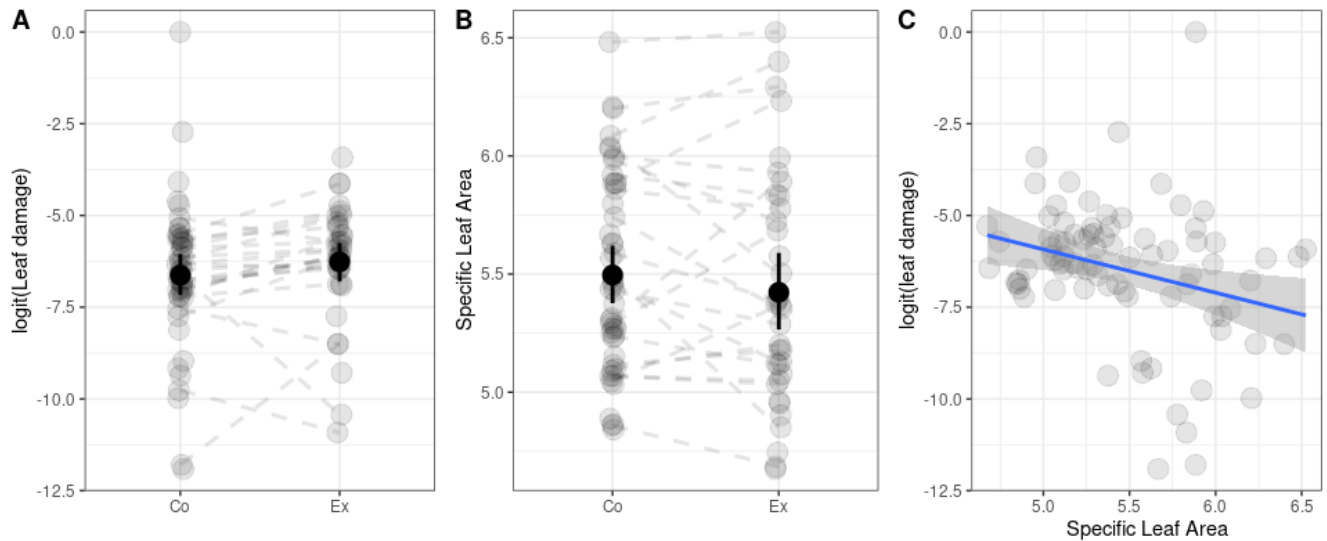 A
logit(Leaf damage)
0.0
-2.5
-5.0
-7.5
-10.0
-12.5
Co
Ex
B
Specific Leaf Area
6.5
6.0
5.5
5.0
Co
Ex
C
logit(leaf damage)
0.0
-2.5
-5.0
-7.5
-10.0
-12.5
5.0
5.5
6.0
6.5
Specific Leaf Area